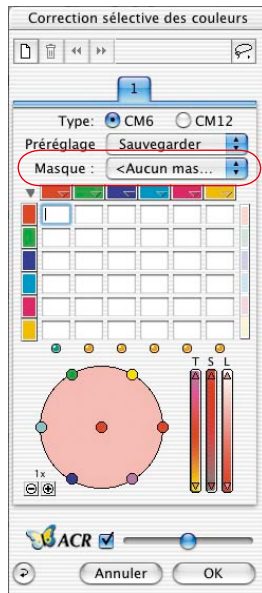 Correction sélective des couleurs
1
Type: CM6 CM12
Préréglage Sauvegarder
Masque : <Aucun mas...
T S L
1x
ACR
Annuler OK